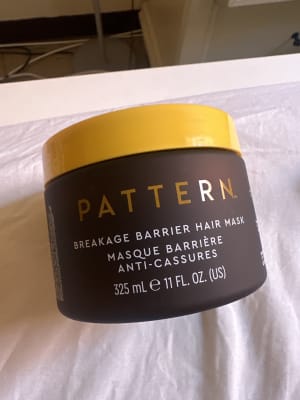 PATTERN
BREAKAGE BARRIER HAIR MASK
MASQUE BARRIÈRE
ANTI-CASSURES
325 mL ℮ 11 FL. OZ. (US)